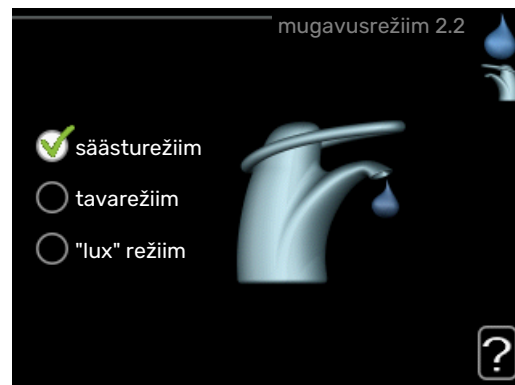 mugavusrežiim 2.2
säästurežiim
tavarežiim
"lux" režiim
?